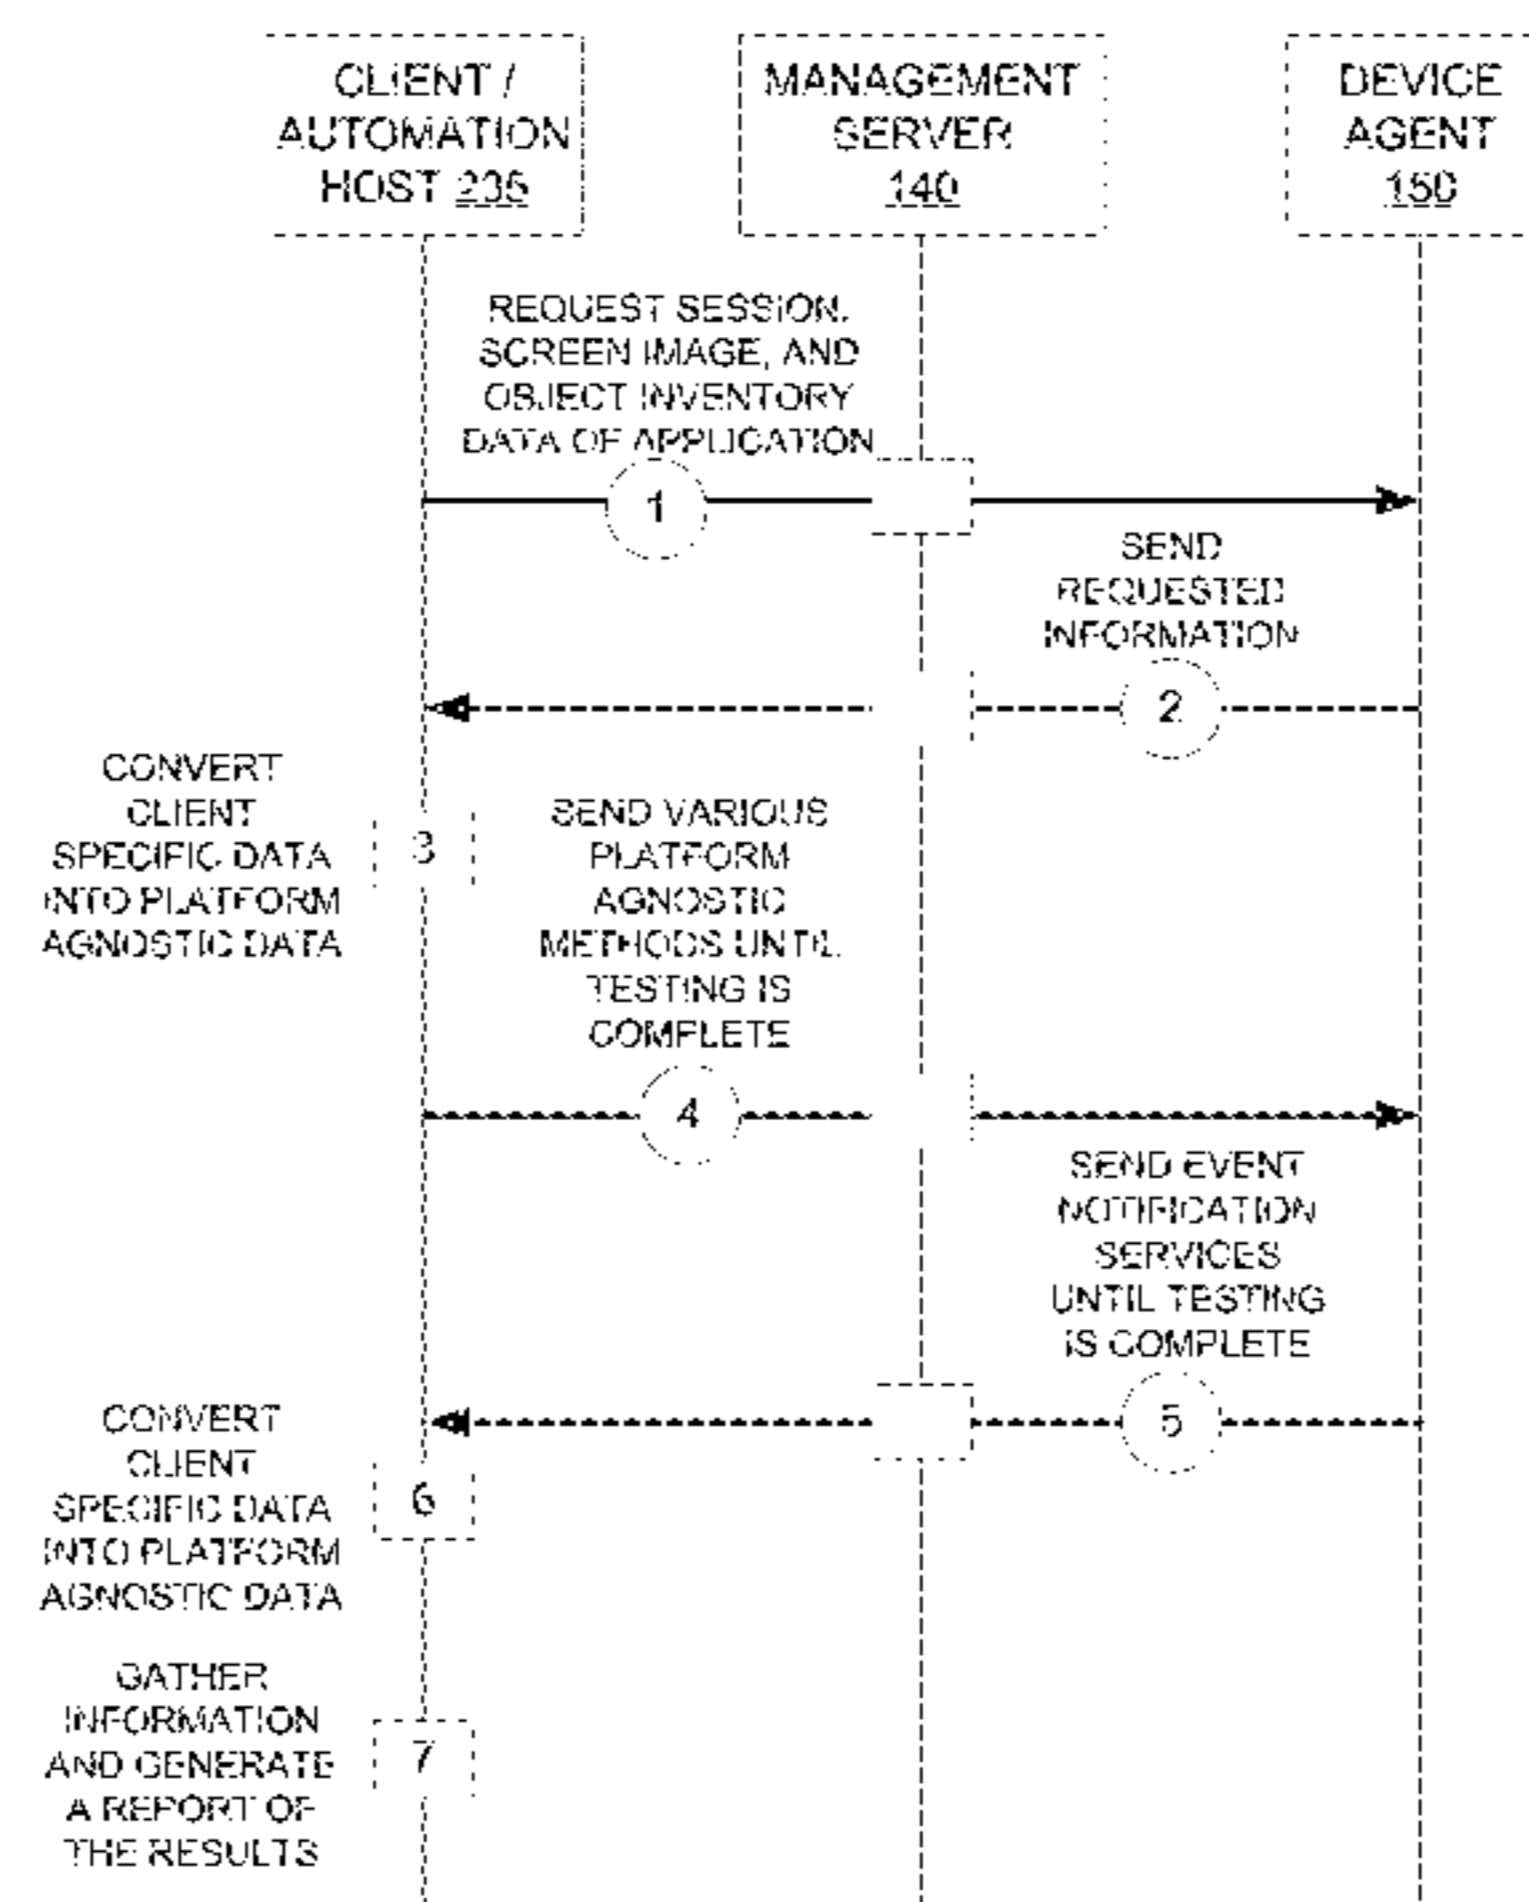 CLIENT /
AUTOMATION
HOST 235
MANAGEMENT
SERVER
140
DEVICE
AGENT
150
REQUEST SESSION,
SCREEN IMAGE, AND
OBJECT INVENTORY
DATA OF APPLICATION
1
SEND
REQUESTED
INFORMATION
2
CONVERT
CLIENT
SPECIFIC DATA
INTO PLATFORM
AGNOSTIC DATA
3
SEND VARIOUS
PLATFORM
AGNOSTIC
METHODS UNTIL
TESTING IS
COMPLETE
4
SEND EVENT
NOTIFICATION
SERVICES
UNTIL TESTING
IS COMPLETE
5
CONVERT
CLIENT
SPECIFIC DATA
INTO PLATFORM
AGNOSTIC DATA
6
GATHER
INFORMATION
AND GENERATE
A REPORT OF
THE RESULTS
7